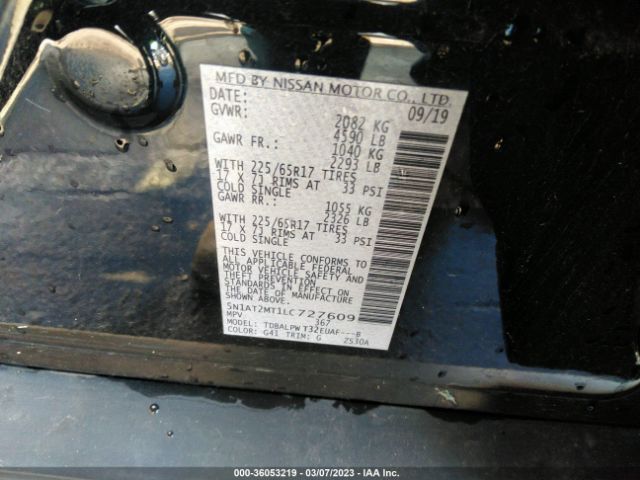 MFD BY NISSAN MOTOR CO., LTD.
DATE: 09/19
GVWR: 2082 KG
4590 LB
GAWR FR.: 1040 KG
2293 LB
WITH 225/65R17 TIRES
17 X 7J RIMS AT 33 PSI
COLD SINGLE
GAWR RR.: 1055 KG
2326 LB
WITH 225/65R17 TIRES
17 X 7J RIMS AT 33 PSI
COLD SINGLE
THIS VEHICLE CONFORMS TO
ALL APPLICABLE FEDERAL
MOTOR VEHICLE SAFETY AND
THEFT PREVENTION
STANDARDS IN EFFECT ON
THE DATE OF MANUFACTURE
SHOWN ABOVE.
5N1AT2MT1LC727609
MPV 367
MODEL: TDBALPW T32EUAF---B
COLOR: G41 TRIM: G 2530A
000-36053219 - 03/07/2023 - IAA Inc.